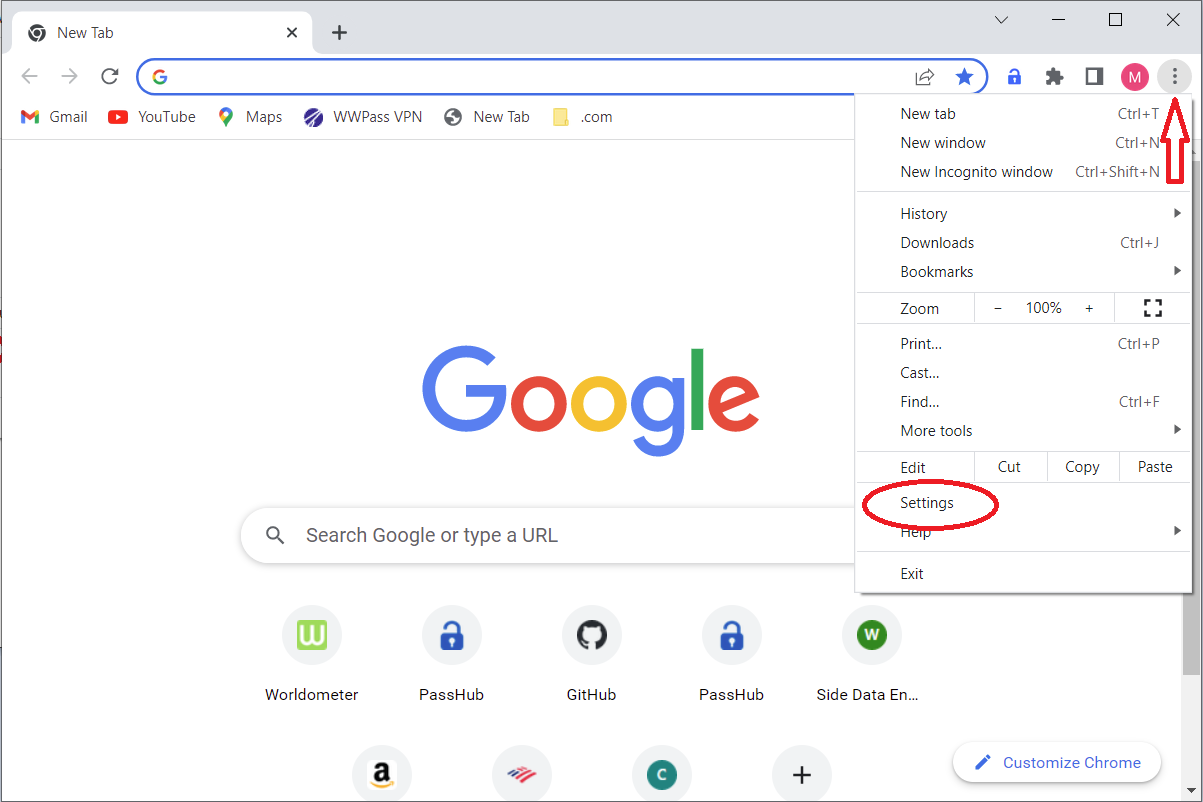 New Tab
M
Gmail YouTube Maps WWPass VPN New Tab .com
New tab Ctrl+T
New window Ctrl+N
New Incognito window Ctrl+Shift+N
History
Downloads Ctrl+J
Bookmarks
Zoom - 100% +
Print... Ctrl+P
Cast...
Find... Ctrl+F
More tools
Edit Cut Copy Paste
Settings
Help
Exit
Google
Search Google or type a URL
W
Worldometer PassHub GitHub PassHub Side Data En...
a C
Customize Chrome